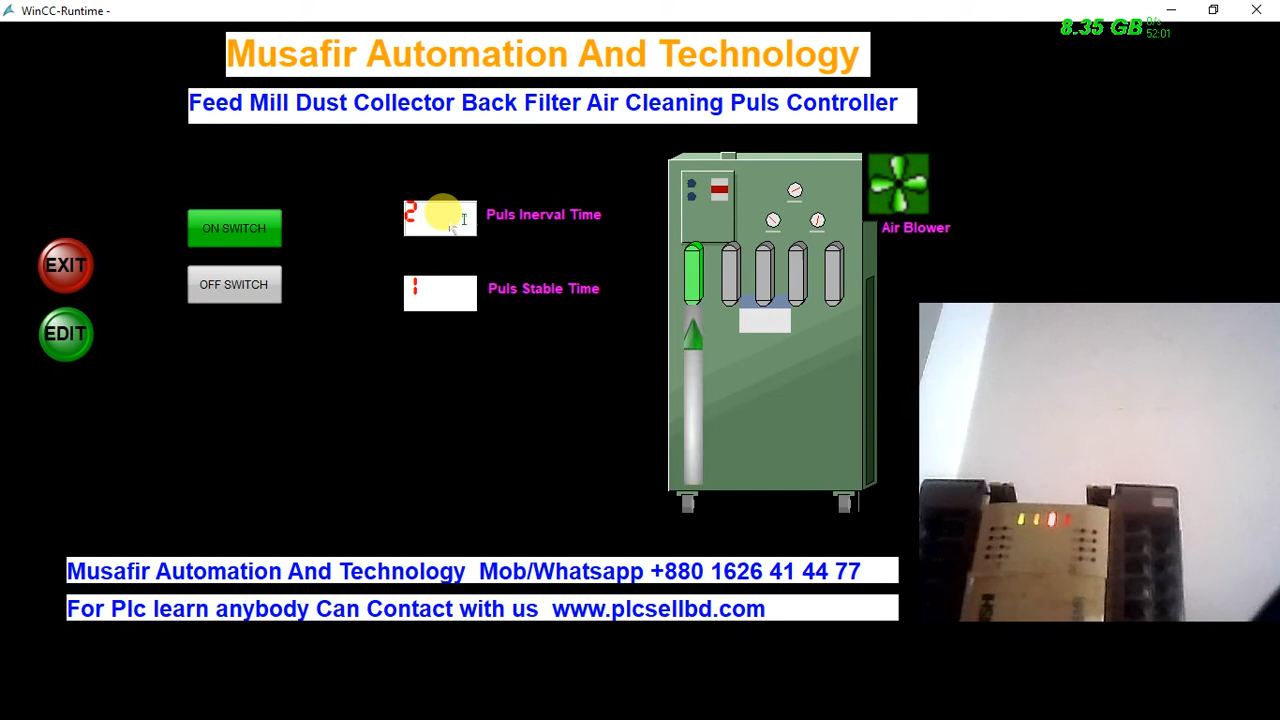 WinCC-Runtime -
8.35 GB 0/s
52:01
Musafir Automation And Technology
Feed Mill Dust Collector Back Filter Air Cleaning Puls Controller
ON SWITCH
OFF SWITCH
EXIT
EDIT
2
Puls Inerval Time
1
Puls Stable Time
Air Blower
Musafir Automation And Technology Mob/Whatsapp +880 1626 41 44 77
For Plc learn anybody Can Contact with us www.plcsellbd.com